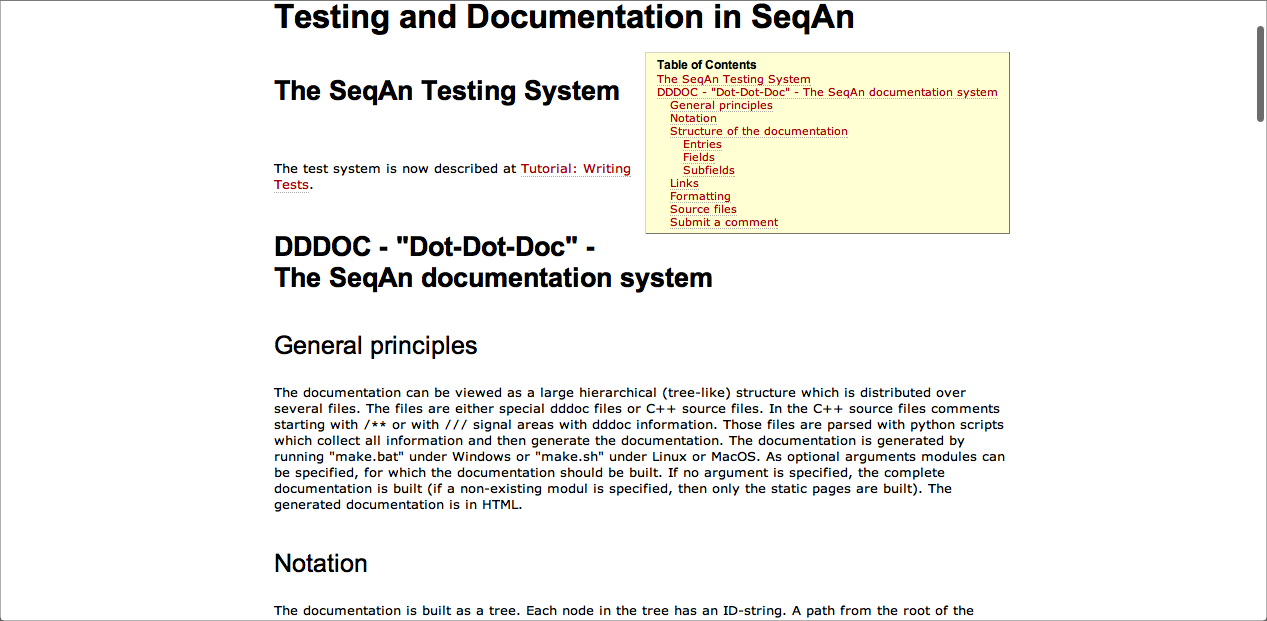 Testing and Documentation in SeqAn
The SeqAn Testing System
Table of Contents
The SeqAn Testing System
DDDOC - "Dot-Dot-Doc" - The SeqAn documentation system
General principles
Notation
Structure of the documentation
Entries
Fields
Subfields
Links
Formatting
Source files
Submit a comment
The test system is now described at Tutorial: Writing
Tests.
DDDOC - "Dot-Dot-Doc" -
The SeqAn documentation system
General principles
The documentation can be viewed as a large hierarchical (tree-like) structure which is distributed over
several files. The files are either special dddoc files or C++ source files. In the C++ source files comments
starting with /** or with /// signal areas with dddoc information. Those files are parsed with python scripts
which collect all information and then generate the documentation. The documentation is generated by
running "make.bat" under Windows or "make.sh" under Linux or MacOS. As optional arguments modules can
be specified, for which the documentation should be built. If no argument is specified, the complete
documentation is built (if a non-existing modul is specified, then only the static pages are built). The
generated documentation is in HTML.
Notation
The documentation is built as a tree. Each node in the tree has an ID-string. A path from the root of the